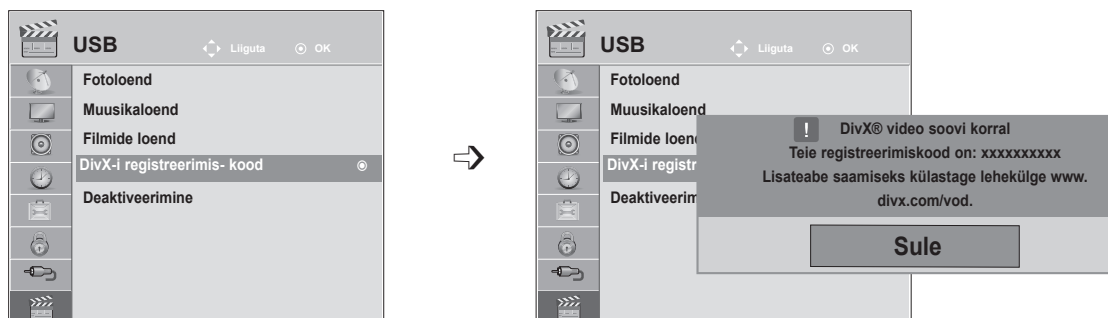 USB
Liiguta OK
Fotoloend
Muusikaloend
Filmide loend
DivX-i registreerimis- kood
Deaktiveerimine
USB
Liiguta OK
Fotoloend
Muusikaloend
Filmide loen
DivX-i registr
Deaktiveerim
! DivX® video soovi korral
Teie registreerimiskood on: xxxxxxxxxx
Lisateabe saamiseks külastage lehekülge www.
divx.com/vod.
Sule